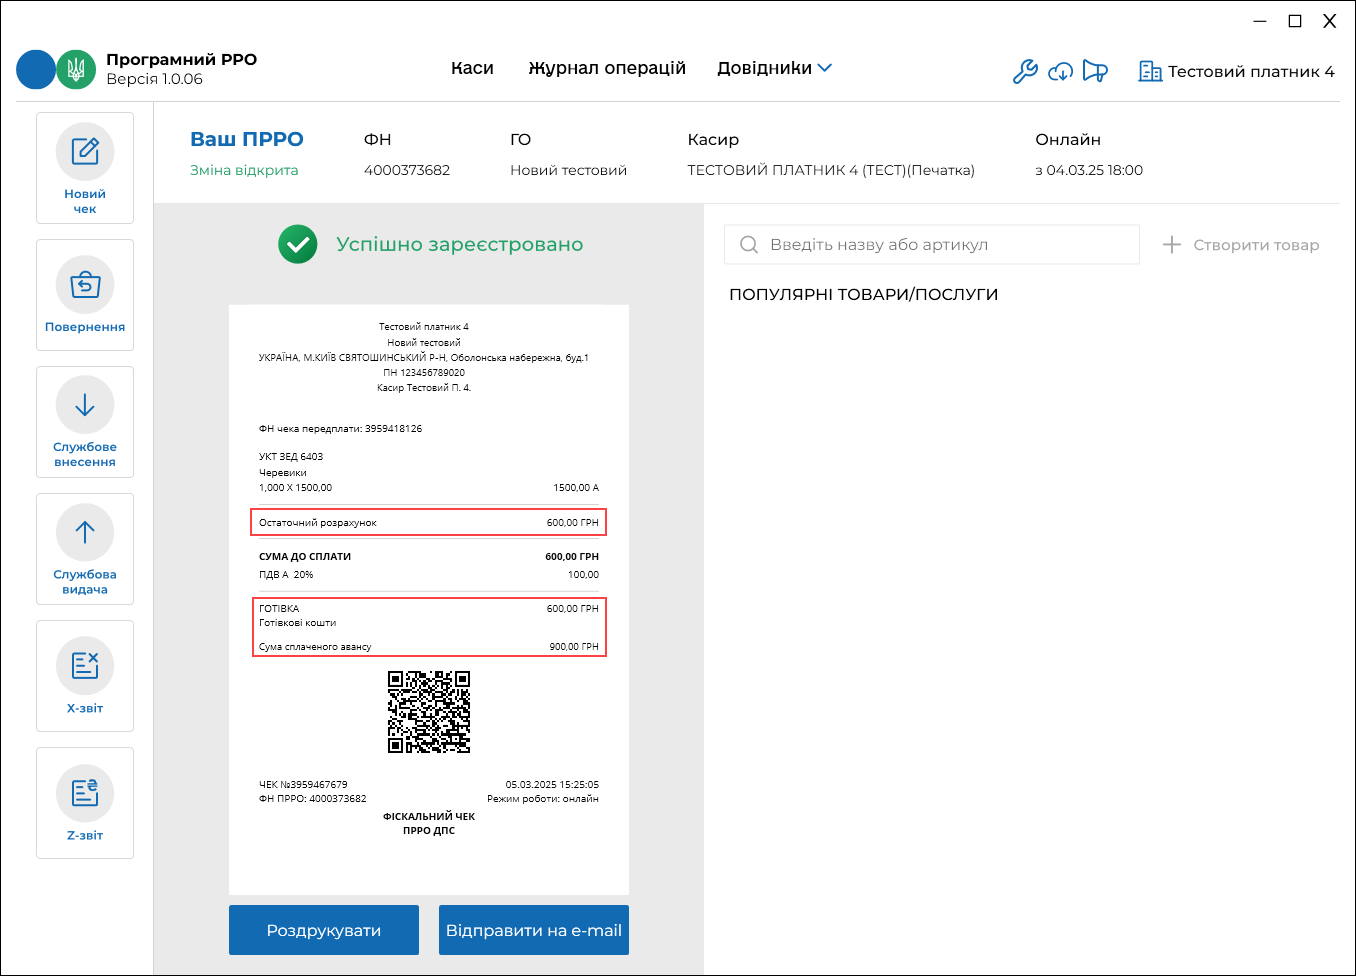 Програмний РРО
Версія 1.0.06
Каси
Журнал операцій
Довідники
Тестовий платник 4
Новий
чек
Повернення
Службове
внесення
Службова
видача
X-звіт
Z-звіт
Ваш ПРРО
Зміна відкрита
ФН
4000373682
ГО
Новий тестовий
Касир
ТЕСТОВИЙ ПЛАТНИК 4 (ТЕСТ)(Печатка)
Онлайн
з 04.03.25 18:00
Успішно зареєстровано
Тестовий платник 4
Новий тестовий
УКРАЇНА, М.КИЇВ СВЯТОШИНСЬКИЙ Р-Н, Оболонська набережна, буд.1
ПН 123456789020
Касир Тестовий П. 4.
ФН чека передплати: 3959418126
УКТ ЗЕД 6403
Черевики
1,000 X 1500,00 1500,00 А
Остаточний розрахунок 600,00 ГРН
СУМА ДО СПЛАТИ 600,00 ГРН
ПДВ А 20% 100,00
ГОТІВКА 600,00 ГРН
Готівкові кошти
Сума сплаченого авансу 900,00 ГРН
ЧЕК №3959467679 05.03.2025 15:25:05
ФН ПРРО: 4000373682 Режим роботи: онлайн
ФІСКАЛЬНИЙ ЧЕК
ПРРО ДПС
Роздрукувати
Відправити на e-mail
Введіть назву або артикул
Створити товар
ПОПУЛЯРНІ ТОВАРИ/ПОСЛУГИ